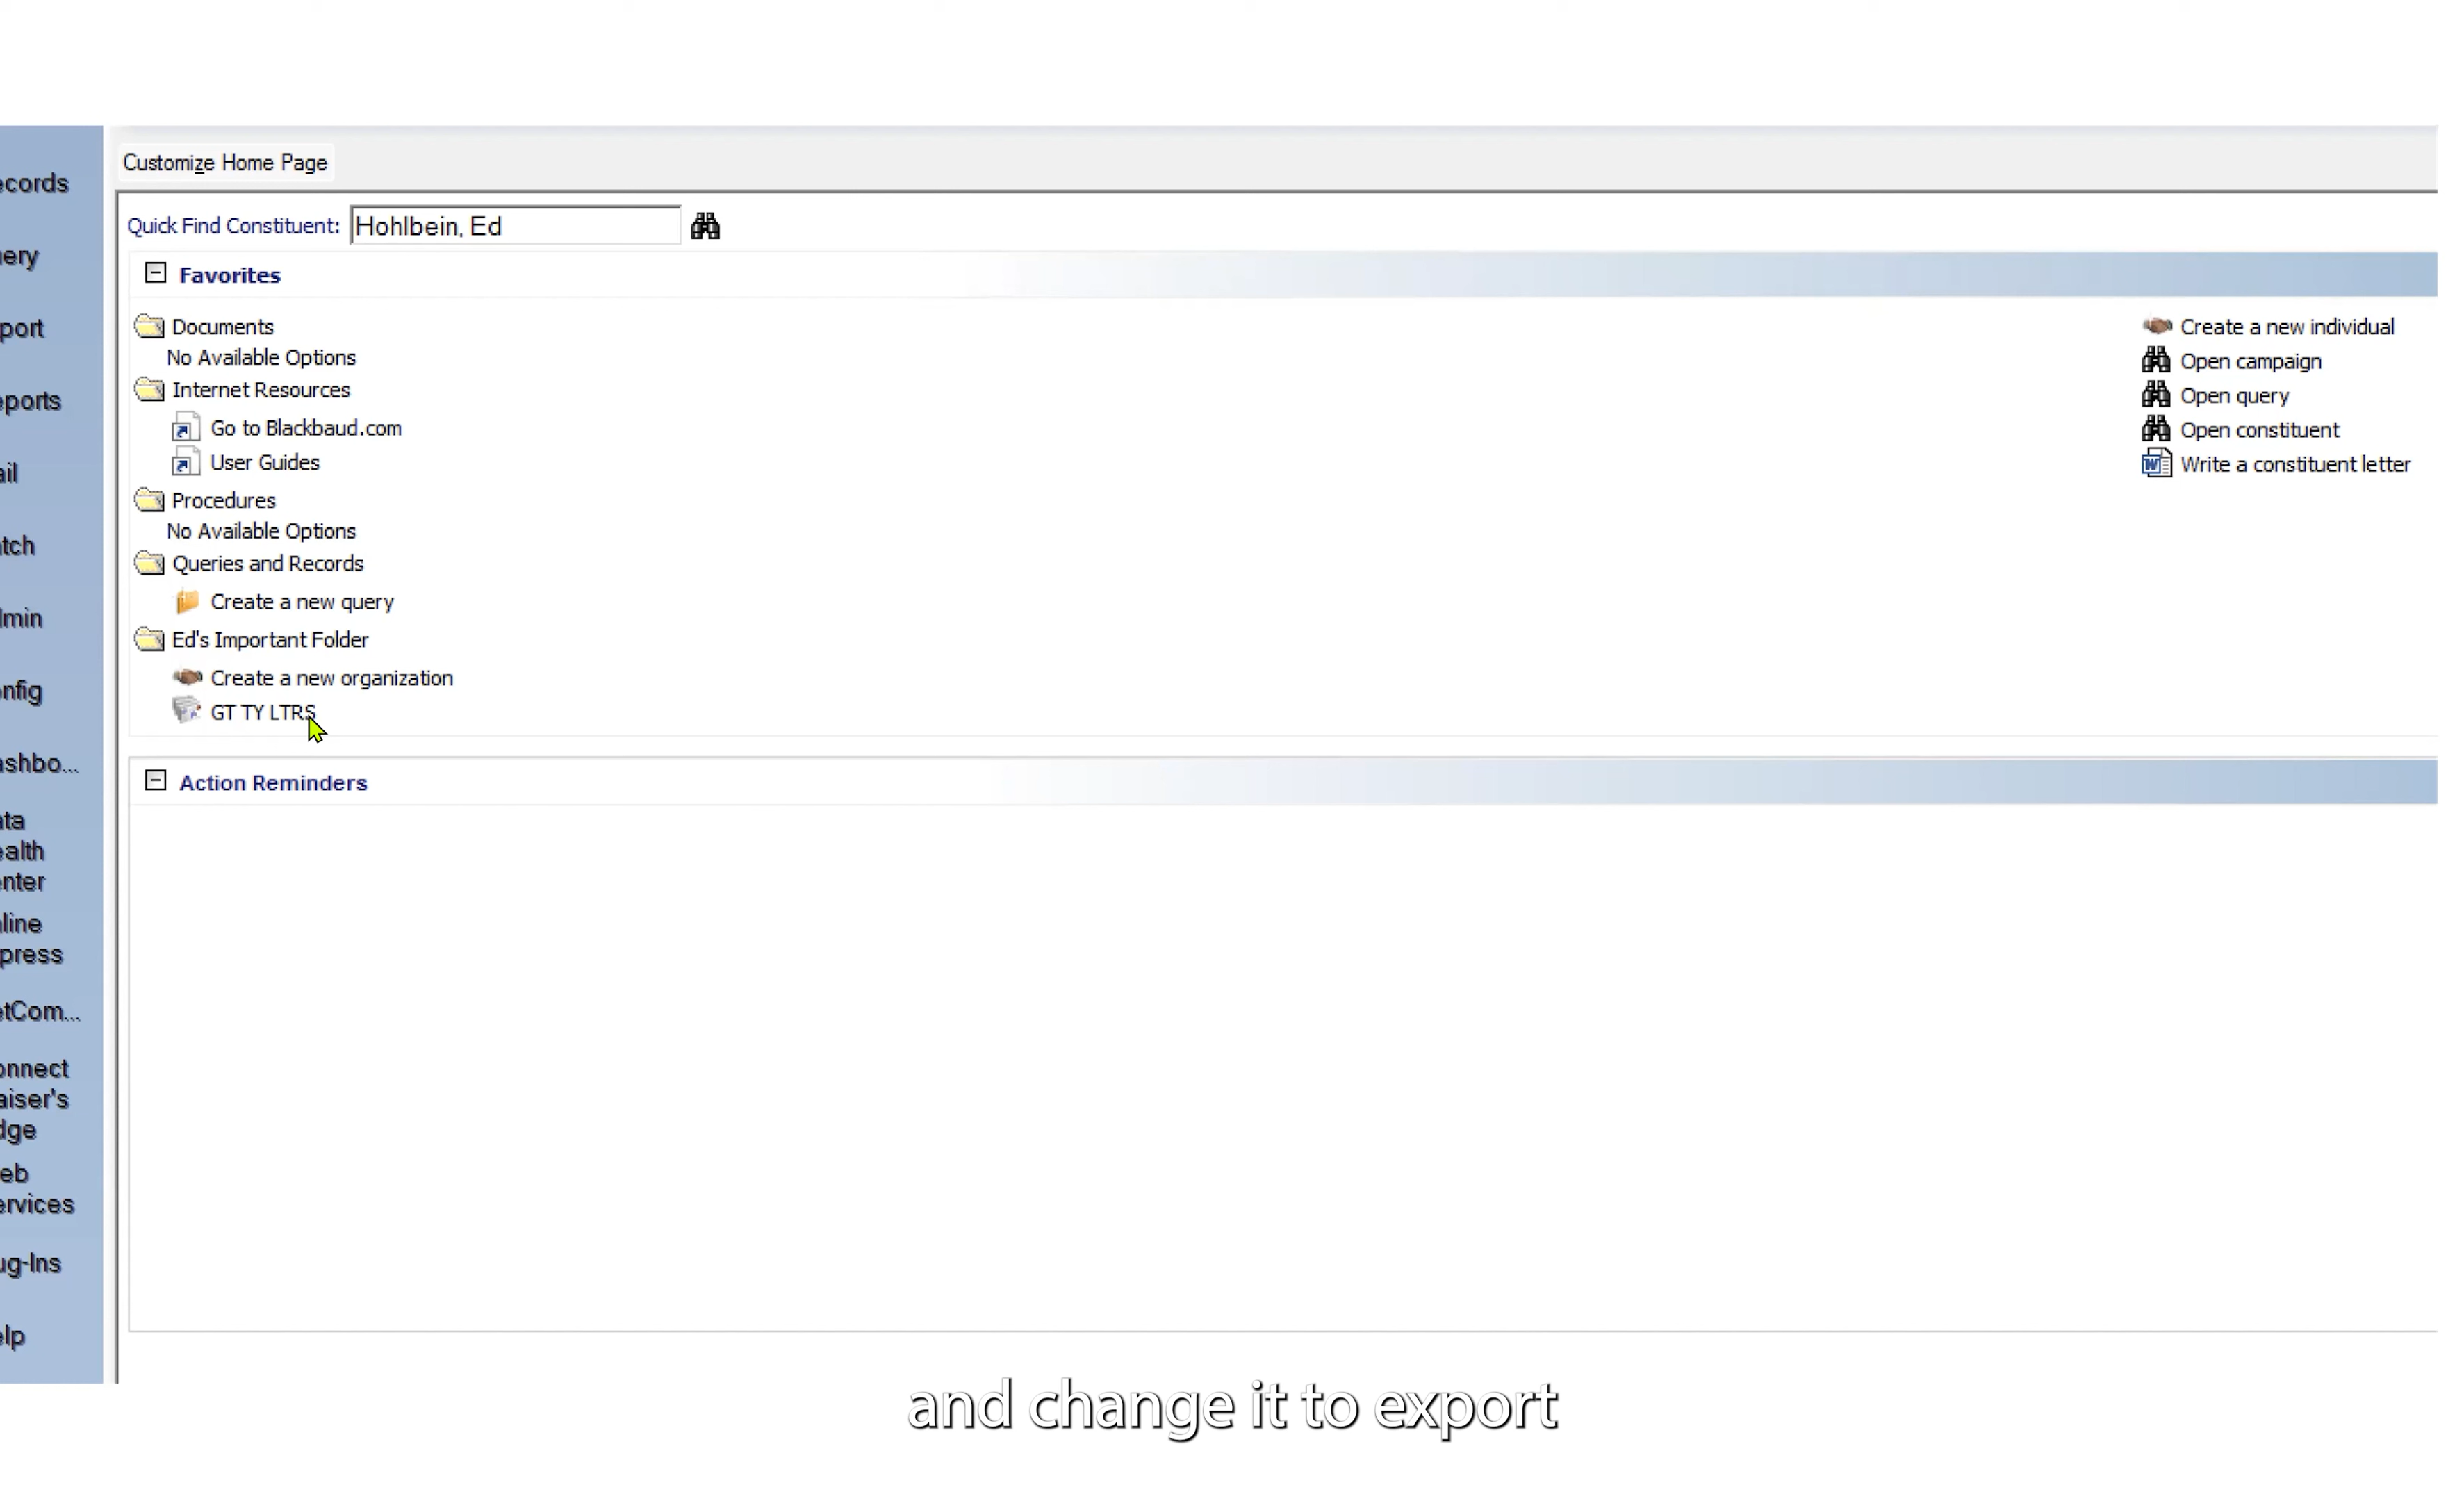 Customize Home Page
Quick Find Constituent: Hohlbein, Ed
Favorites
Documents
No Available Options
Internet Resources
Go to Blackbaud.com
User Guides
Procedures
No Available Options
Queries and Records
Create a new query
Ed's Important Folder
Create a new organization
GT TY LTRS
Create a new individual
Open campaign
Open query
Open constituent
Write a constituent letter
Action Reminders
ecords
ery
port
eports
ail
tch
lmin
nfig
ashbo...
ata
ealth
enter
line
press
etCom...
onnect
aiser's
dge
eb
ervices
ug-Ins
elp
and change it to export